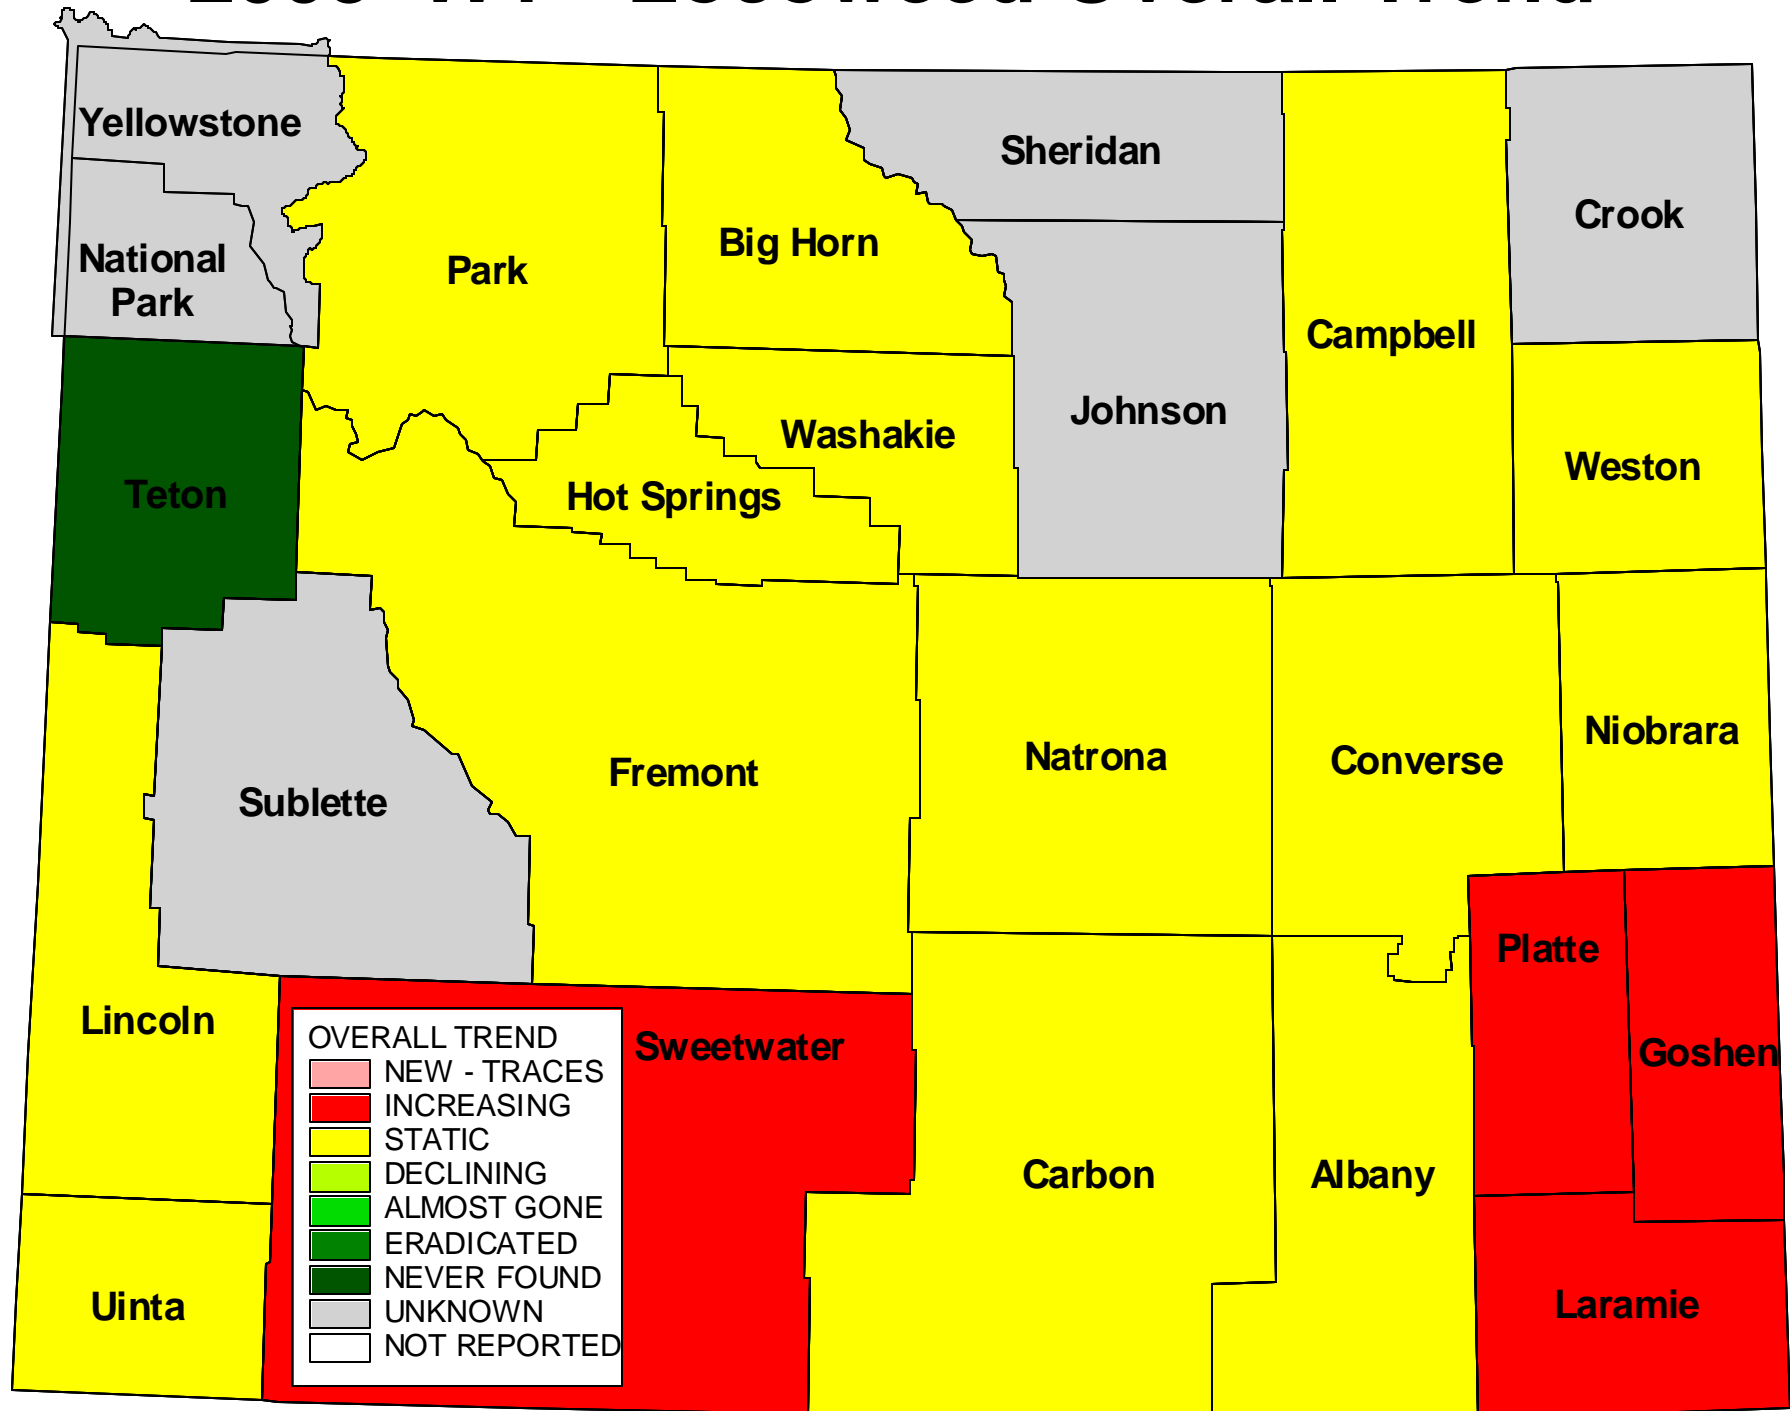 Overall Trend
Yellowstone
National
Park
Park
Big Horn
Sheridan
Crook
Campbell
Johnson
Washakie
Hot Springs
Weston
Teton
Sublette
Fremont
Natrona
Converse
Niobrara
Platte
Goshen
Lincoln
Sweetwater
Carbon
Albany
Uinta
Laramie
OVERALL TREND
NEW - TRACES
INCREASING
STATIC
DECLINING
ALMOST GONE
ERADICATED
NEVER FOUND
UNKNOWN
NOT REPORTED